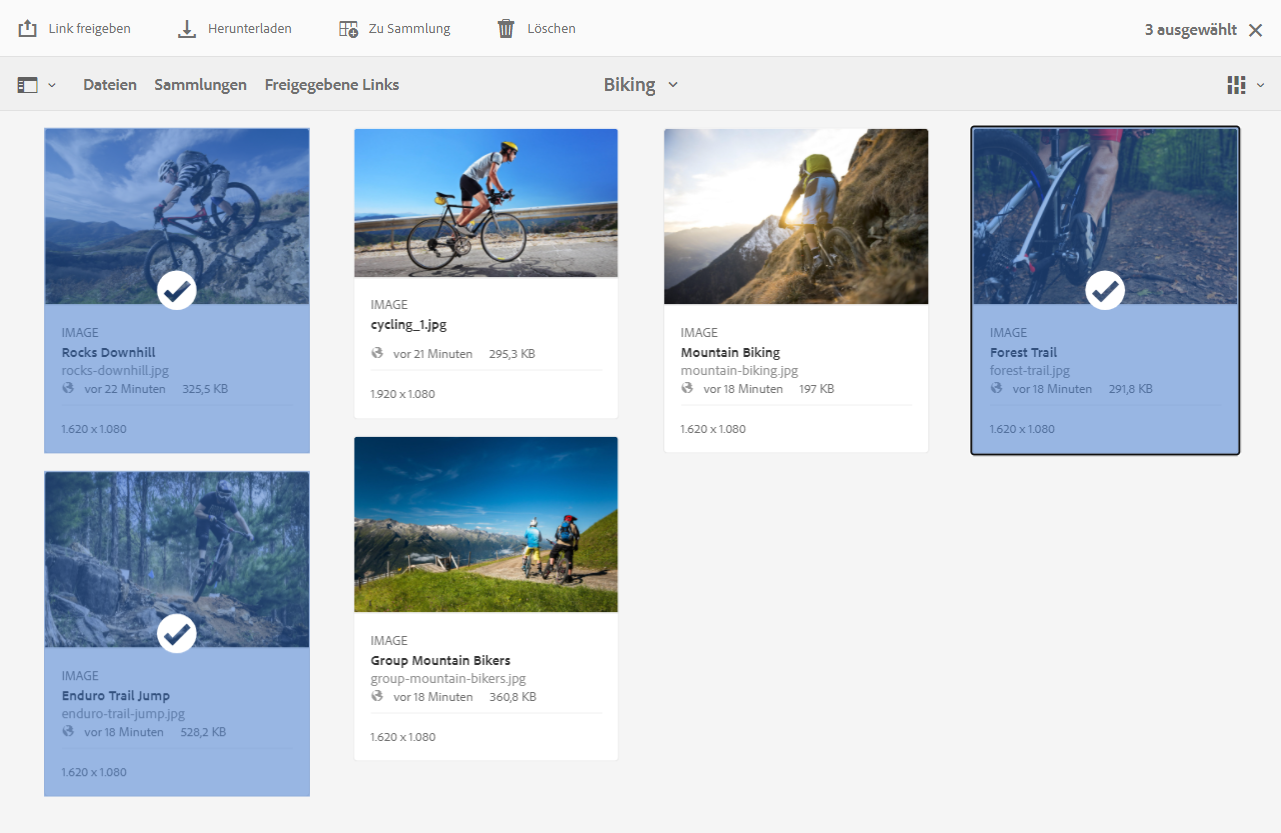 Link freigeben
Herunterladen
Zu Sammlung
Löschen
3 ausgewählt
Dateien
Sammlungen
Freigegebene Links
Biking
IMAGE
Rocks Downhill
rocks-downhill.jpg
vor 22 Minuten 325,5 KB
1.620 x 1.080
IMAGE
cycling_1.jpg
vor 21 Minuten 295,3 KB
1.920 x 1.080
IMAGE
Mountain Biking
mountain-biking.jpg
vor 18 Minuten 197 KB
1.620 x 1.080
IMAGE
Forest Trail
forest-trail.jpg
vor 18 Minuten 291,8 KB
1.620 x 1.080
IMAGE
Enduro Trail Jump
enduro-trail-jump.jpg
vor 18 Minuten 528,2 KB
1.620 x 1.080
IMAGE
Group Mountain Bikers
group-mountain-bikers.jpg
vor 18 Minuten 360,8 KB
1.620 x 1.080